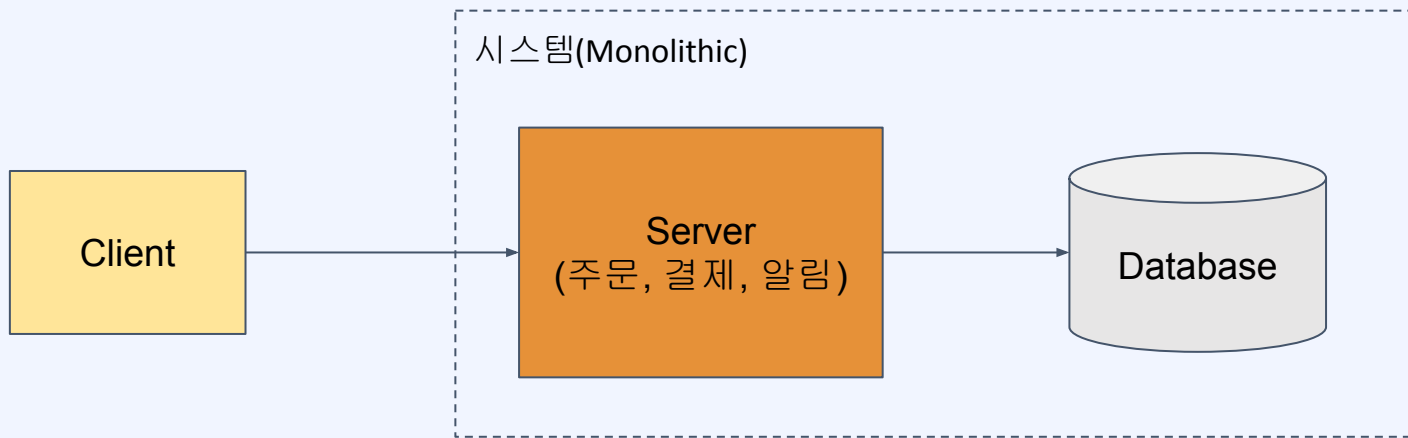 시스템(Monolithic)
Client
Server
(주문, 결제, 알림)
Database